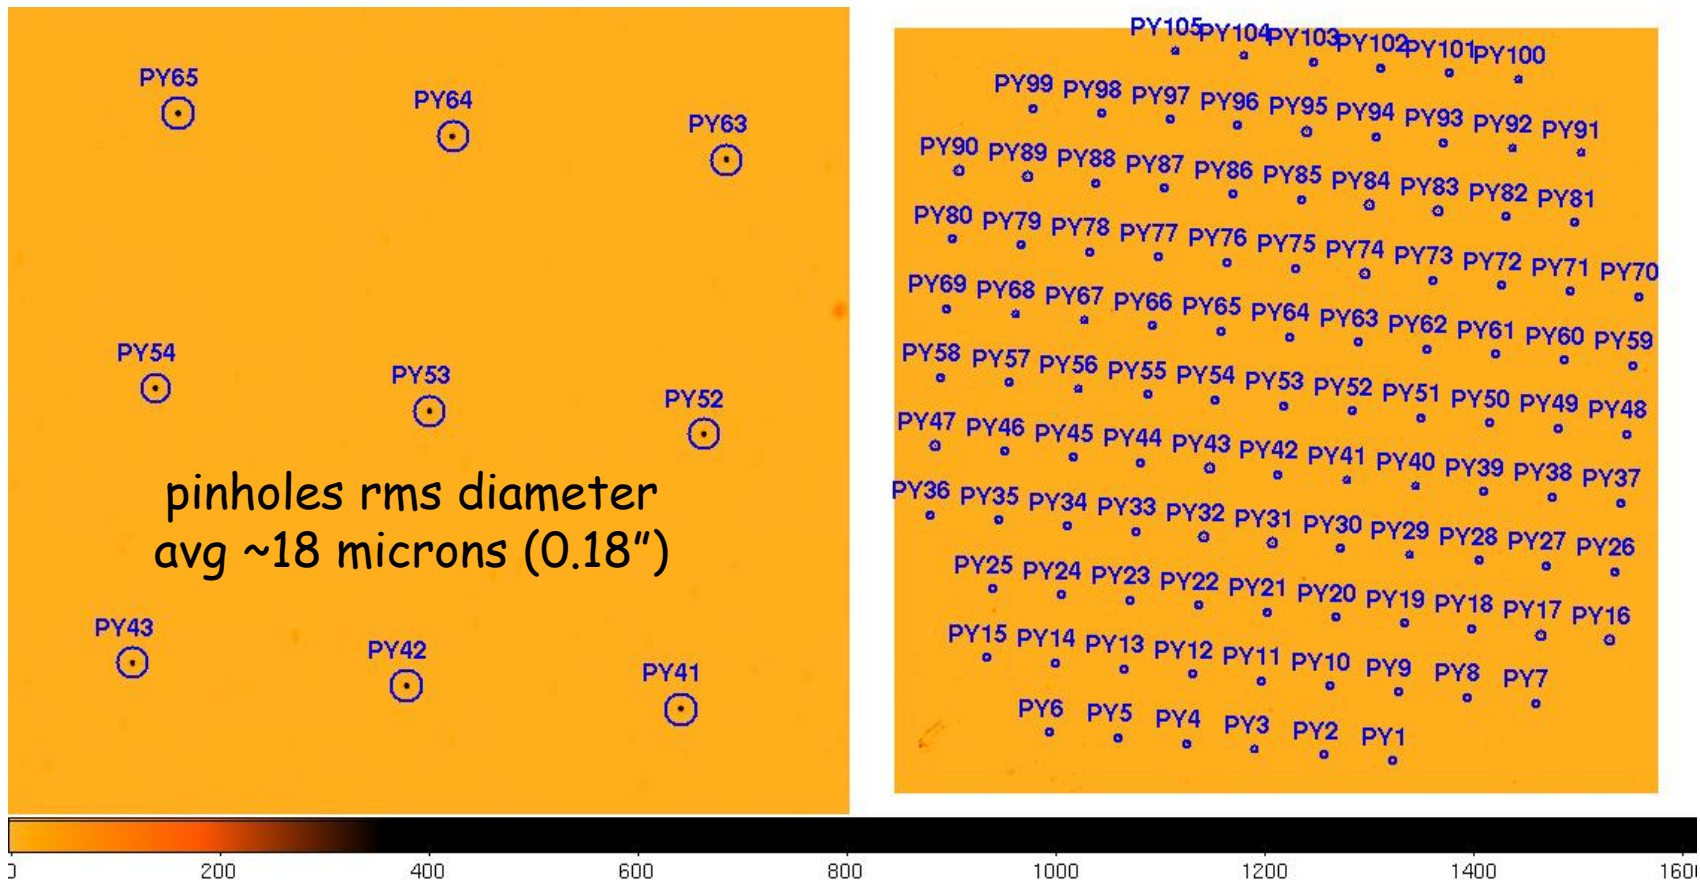 PY65
PY64
PY63
PY54
PY53
PY52
pinholes rms diameter
avg ~18 microns (0.18”)
PY43
PY42
PY41
PY105 PY104 PY103 PY102 PY101 PY100
PY99 PY98 PY97 PY96 PY95 PY94 PY93 PY92 PY91
PY90 PY89 PY88 PY87 PY86 PY85 PY84 PY83 PY82 PY81
PY80 PY79 PY78 PY77 PY76 PY75 PY74 PY73 PY72 PY71 PY70
PY69 PY68 PY67 PY66 PY65 PY64 PY63 PY62 PY61 PY60 PY59
PY58 PY57 PY56 PY55 PY54 PY53 PY52 PY51 PY50 PY49 PY48
PY47 PY46 PY45 PY44 PY43 PY42 PY41 PY40 PY39 PY38 PY37
PY36 PY35 PY34 PY33 PY32 PY31 PY30 PY29 PY28 PY27 PY26
PY25 PY24 PY23 PY22 PY21 PY20 PY19 PY18 PY17 PY16
PY15 PY14 PY13 PY12 PY11 PY10 PY9 PY8 PY7
PY6 PY5 PY4 PY3 PY2 PY1
0 200 400 600 800 1000 1200 1400 160